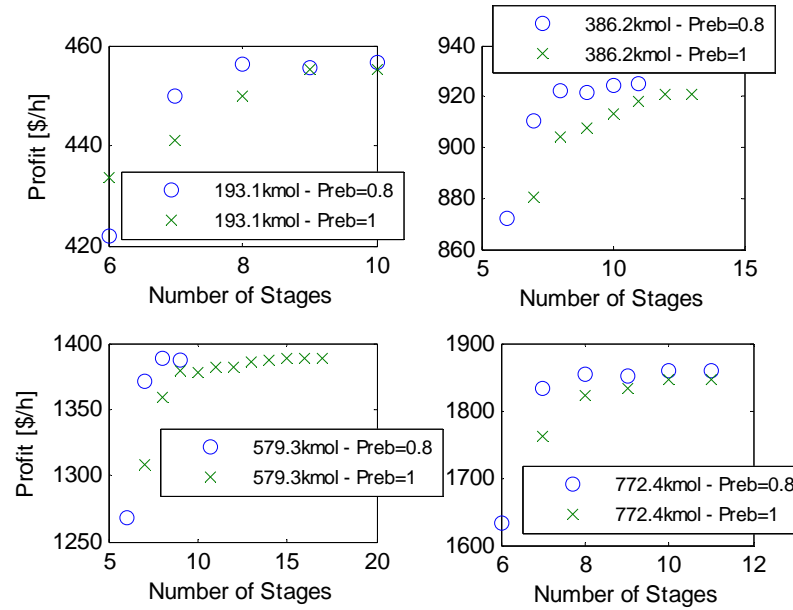 460
440
420
6
8
10
Profit [$/h]
Number of Stages
193.1kmol - Preb=0.8
193.1kmol - Preb=1
940
920
900
880
860
5
10
15
Number of Stages
386.2kmol - Preb=0.8
386.2kmol - Preb=1
1400
1350
1300
1250
5
10
15
20
Profit [$/h]
Number of Stages
579.3kmol - Preb=0.8
579.3kmol - Preb=1
1900
1800
1700
1600
6
8
10
12
Number of Stages
772.4kmol - Preb=0.8
772.4kmol - Preb=1